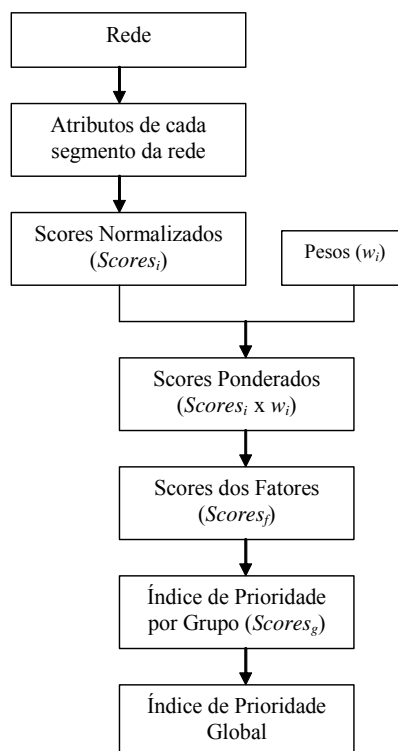 Rede
Atributos de cada
segmento da rede
Scores Normalizados
(Scoresi)
Pesos (wi)
Scores Ponderados
(Scoresi x wi)
Scores dos Fatores
(Scoresf)
Índice de Prioridade
por Grupo (Scoresg)
Índice de Prioridade
Global